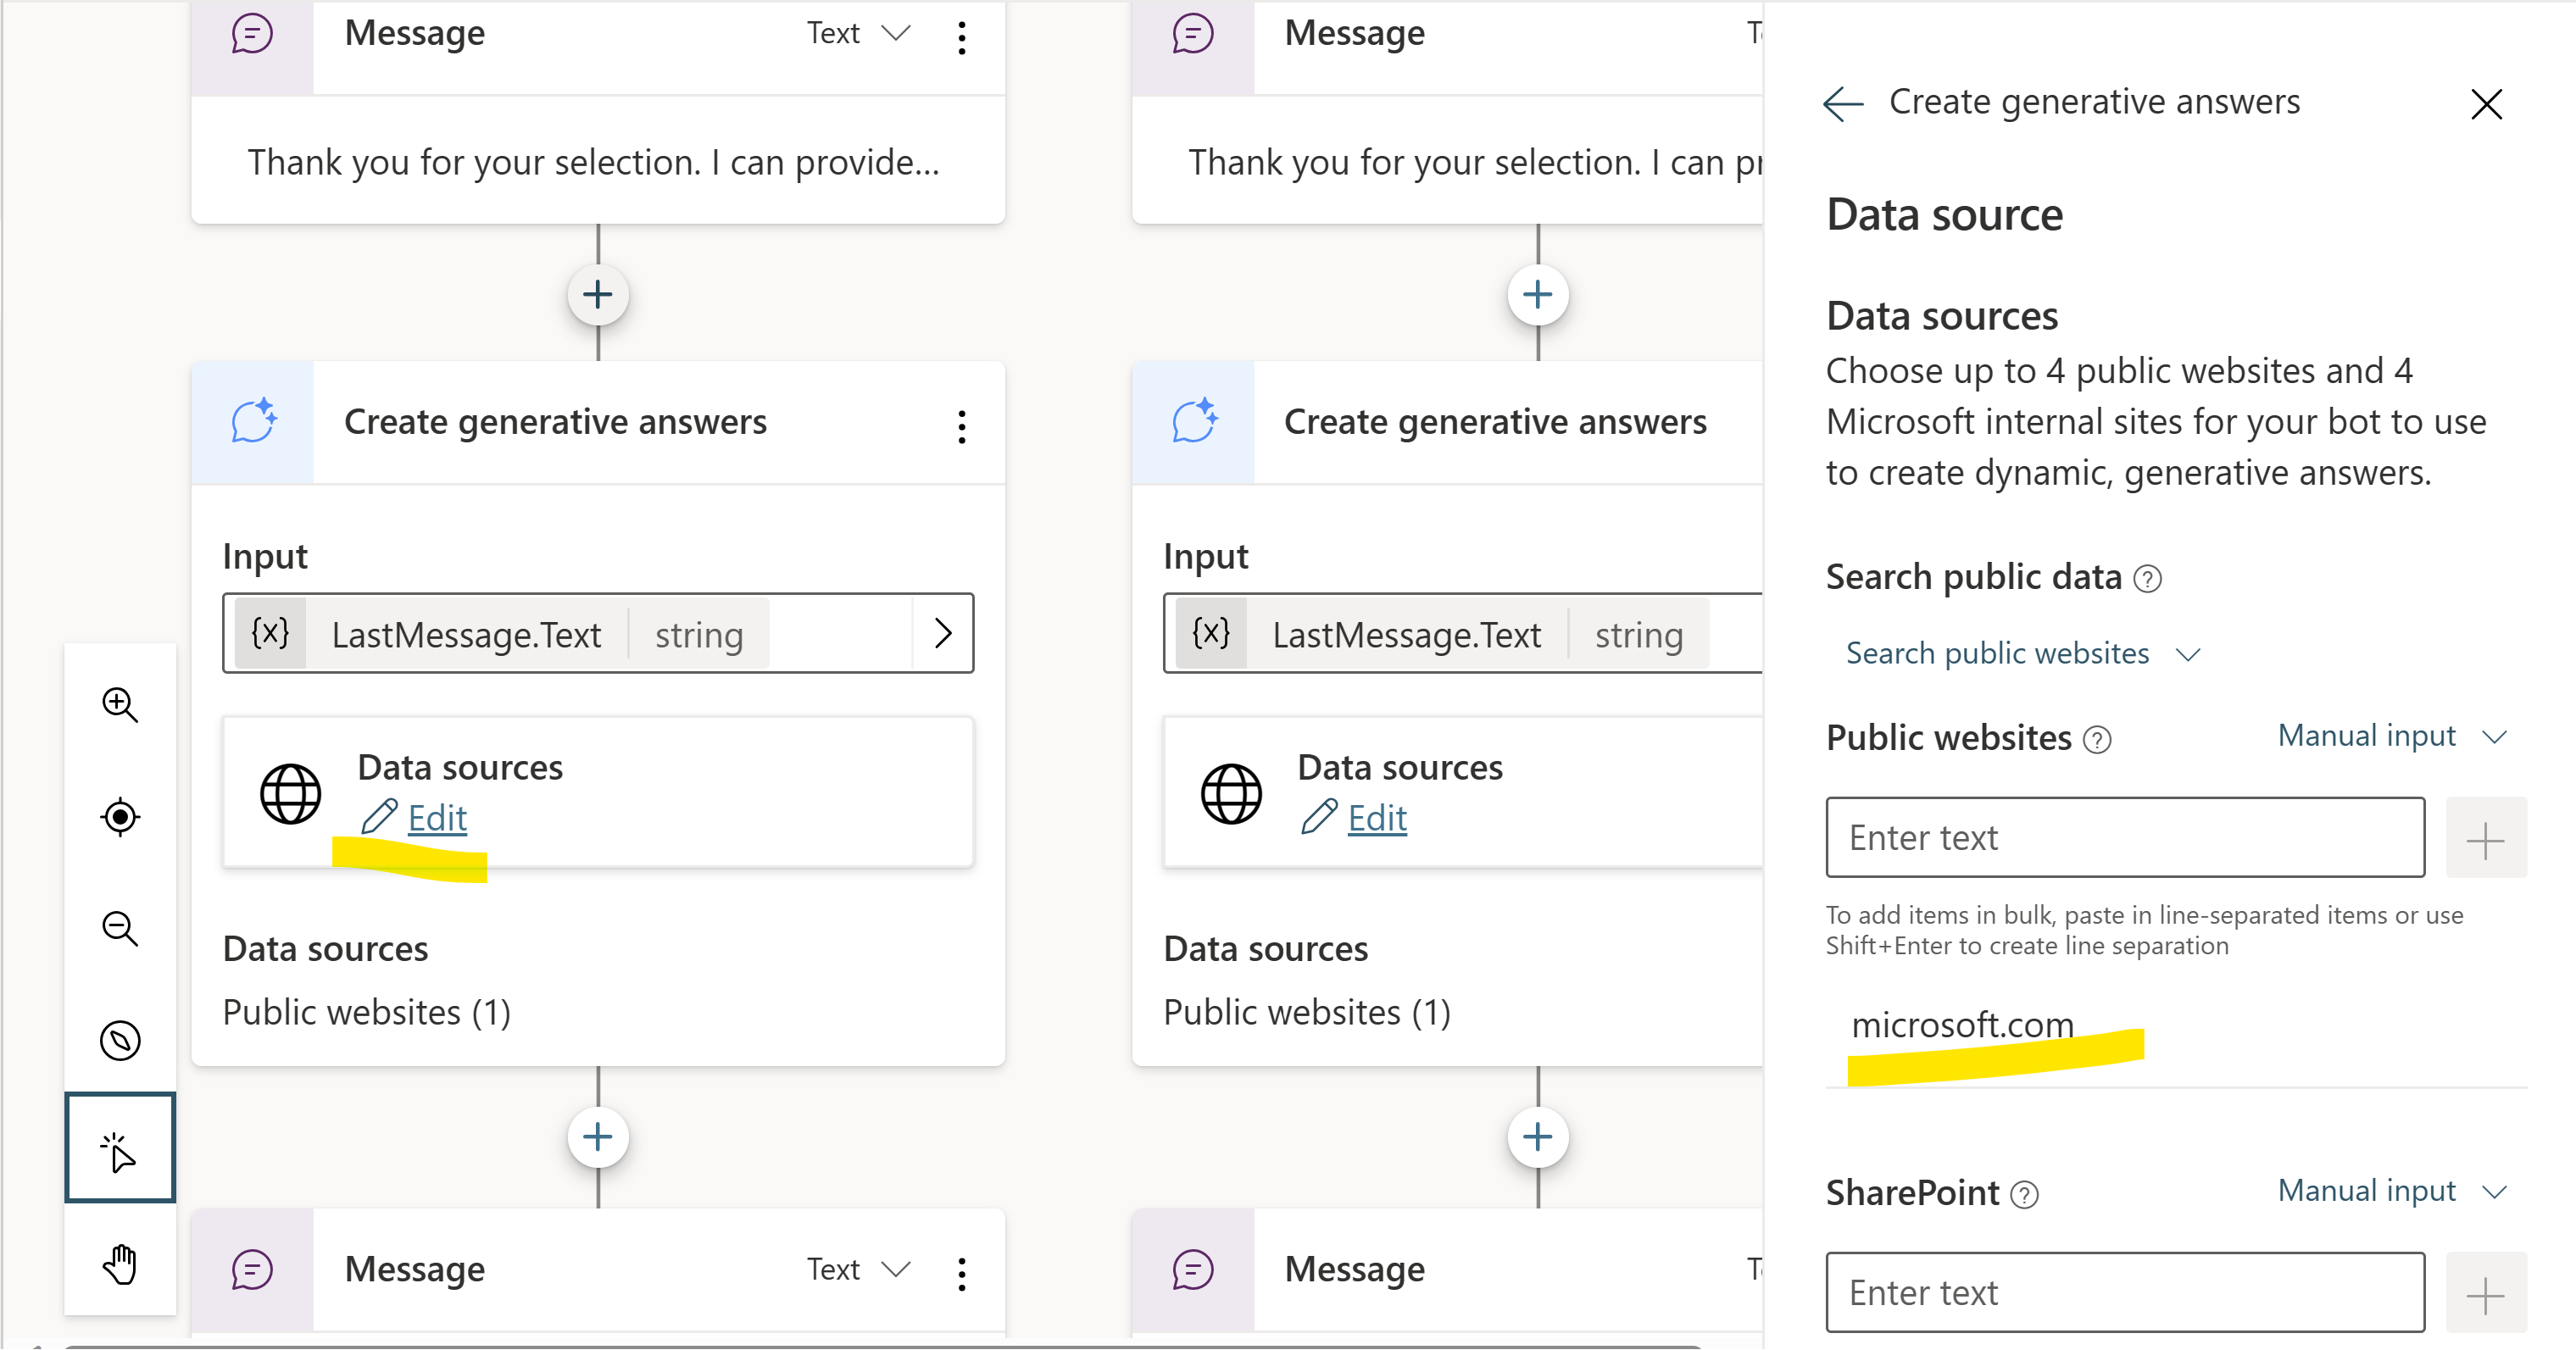 Message
Text
Thank you for your selection. I can provide...
Create generative answers
Input
{x} LastMessage.Text string
Data sources
Edit
Data sources
Public websites (1)
Message
Text
Message
Thank you for your selection. I can
Create generative answers
Input
{x} LastMessage.Text string
Data sources
Edit
Data sources
Public websites (1)
Message
Create generative answers
Data source
Data sources
Choose up to 4 public websites and 4
Microsoft internal sites for your bot to use
to create dynamic, generative answers.
Search public data
Search public websites
Public websites
Manual input
Enter text
To add items in bulk, paste in line-separated items or use
Shift+Enter to create line separation
microsoft.com
SharePoint
Manual input
Enter text